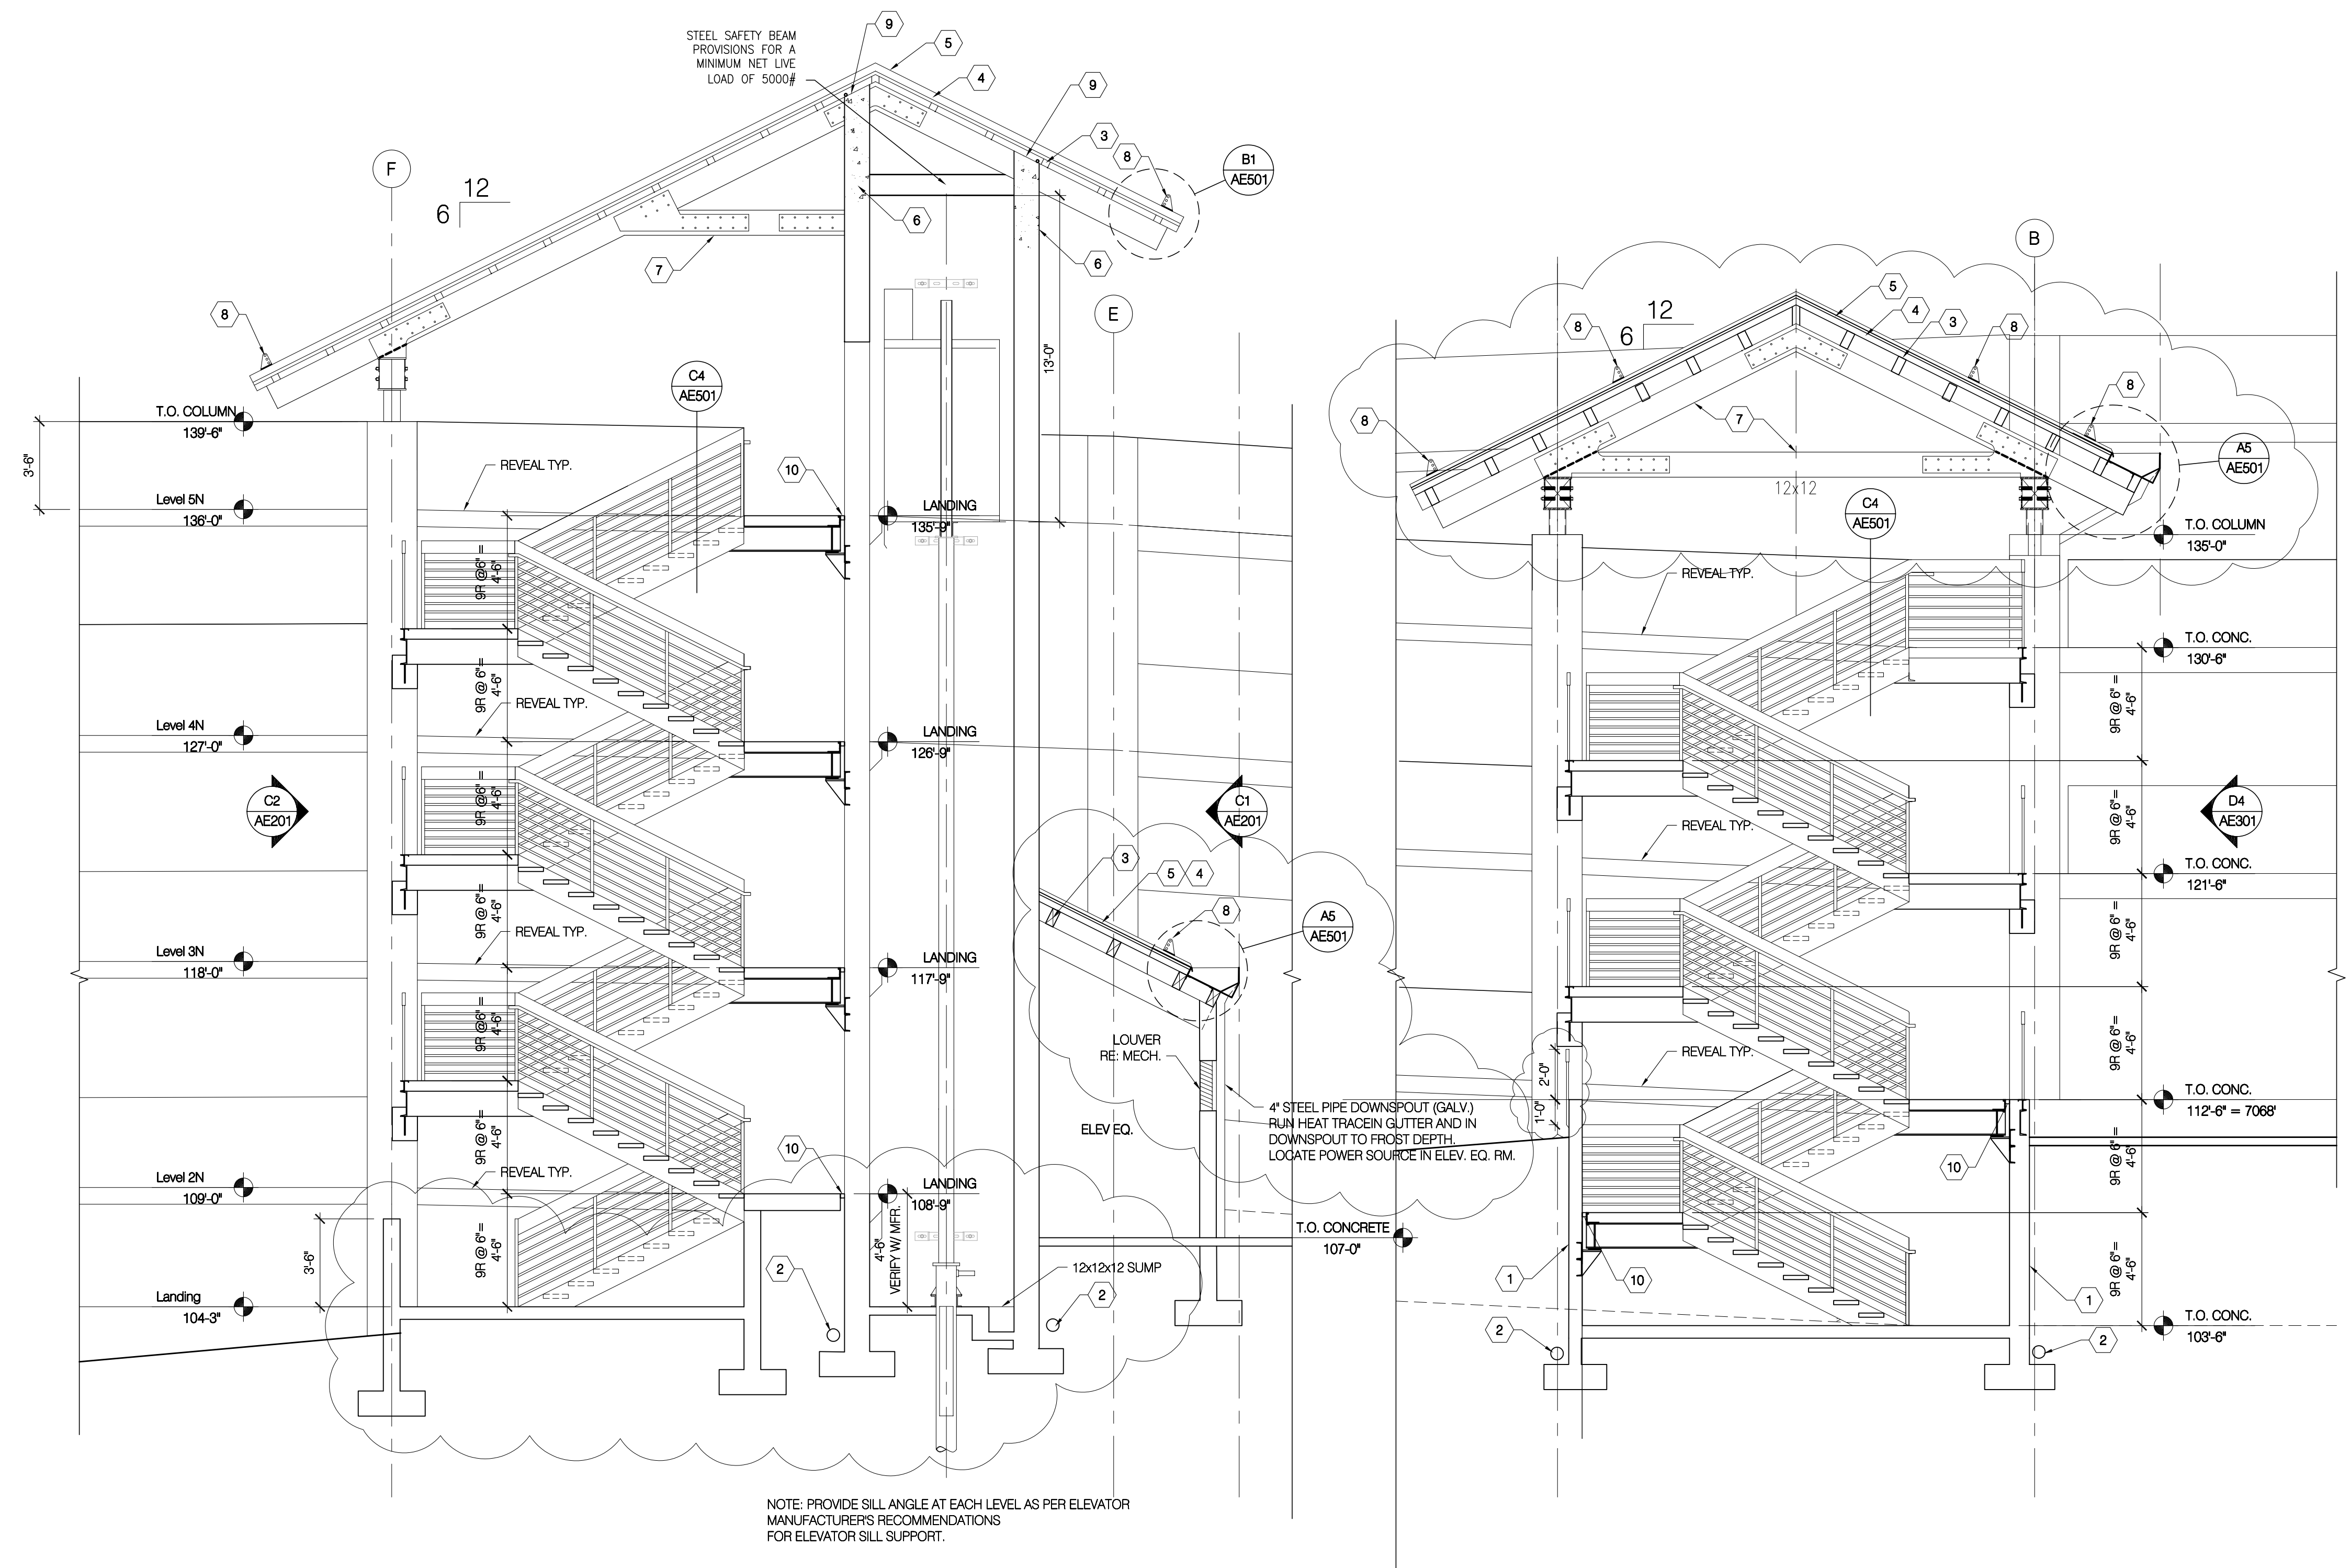 STEEL SAFETY BEAM
PROVISIONS FOR A
MINIMUM NET LIVE
LOAD OF 5000#
9
5
4
9
3
8
B1
AE501
F
12
6
6
6
7
8
E
13'-0"
C4
AE501
T.O. COLUMN
139'-6"
3'-6"
REVEAL TYP.
10
Level 5N
136'-0"
LANDING
135'-9"
9R @6"=
4'-6"
9R @ 6"=
4'-6"
REVEAL TYP.
Level 4N
127'-0"
LANDING
126'-9"
C2
AE201
9R @6"=
4'-6"
C1
AE201
3
5
4
8
A5
AE501
9R @ 6"=
4'-6"
REVEAL TYP.
Level 3N
118'-0"
LANDING
117'-9"
9R @6"=
4'-6"
LOUVER
RE: MECH.
4" STEEL PIPE DOWNSPOUT (GALV.)
RUN HEAT TRACEIN GUTTER AND IN
DOWNSPOUT TO FROST DEPTH.
LOCATE POWER SOURCE IN ELEV. EQ. RM.
ELEV EQ.
9R @ 6"=
4'-6"
10
REVEAL TYP.
Level 2N
109'-0"
LANDING
108'-9"
T.O. CONCRETE
107'-0"
3'-6"
9R @ 6"=
4'-6"
4'-6"
VERIFY W/ MFR.
2
12x12x12 SUMP
2
Landing
104-3"
NOTE: PROVIDE SILL ANGLE AT EACH LEVEL AS PER ELEVATOR
MANUFACTURER'S RECOMMENDATIONS
FOR ELEVATOR SILL SUPPORT.
B
12
6
5
4
3
8
8
8
8
7
A5
AE501
12x12
C4
AE501
T.O. COLUMN
135'-0"
REVEAL TYP.
T.O. CONC.
130'-6"
9R @ 6" =
4'-6"
D4
AE301
9R @ 6"=
4'-6"
REVEAL TYP.
T.O. CONC.
121'-6"
9R @ 6" =
4'-6"
9R @ 6"=
4'-6"
REVEAL TYP.
2'-0"
1'-0"
T.O. CONC.
112'-6" = 7068'
9R @ 6" =
4'-6"
10
1
10
9R @ 6"=
4'-6"
1
T.O. CONC.
103'-6"
2
2